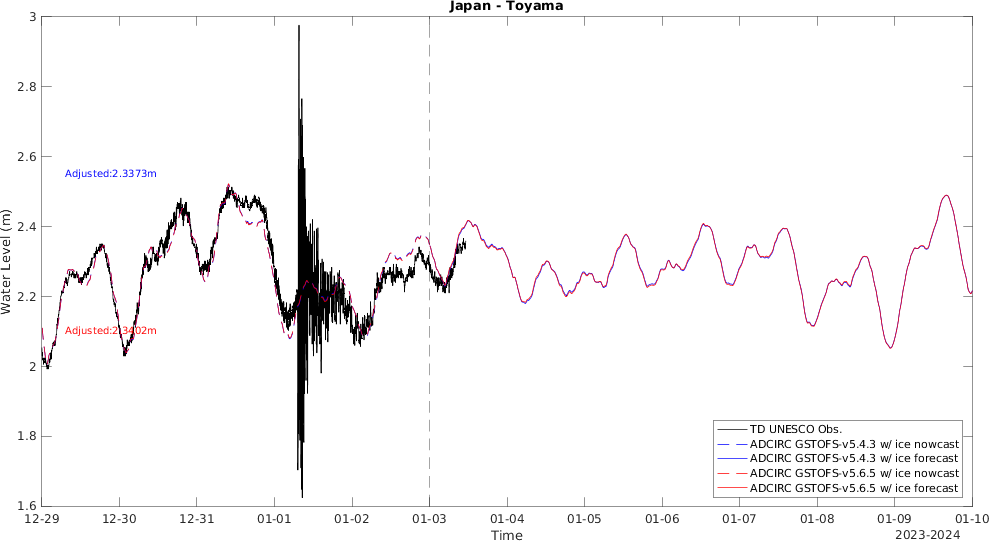 Japan - Toyama
3
2.8
2.6
2.4
2.2
2
1.8
1.6
Water Level (m)
Adjusted:2.3373m
Adjusted:2.3402m
TD UNESCO Obs.
ADCIRC GSTOFS-v5.4.3 w/ ice nowcast
ADCIRC GSTOFS-v5.4.3 w/ ice forecast
ADCIRC GSTOFS-v5.6.5 w/ ice nowcast
ADCIRC GSTOFS-v5.6.5 w/ ice forecast
12-29 12-30 12-31 01-01 01-02 01-03 01-04 01-05 01-06 01-07 01-08 01-09 01-10
Time
2023-2024